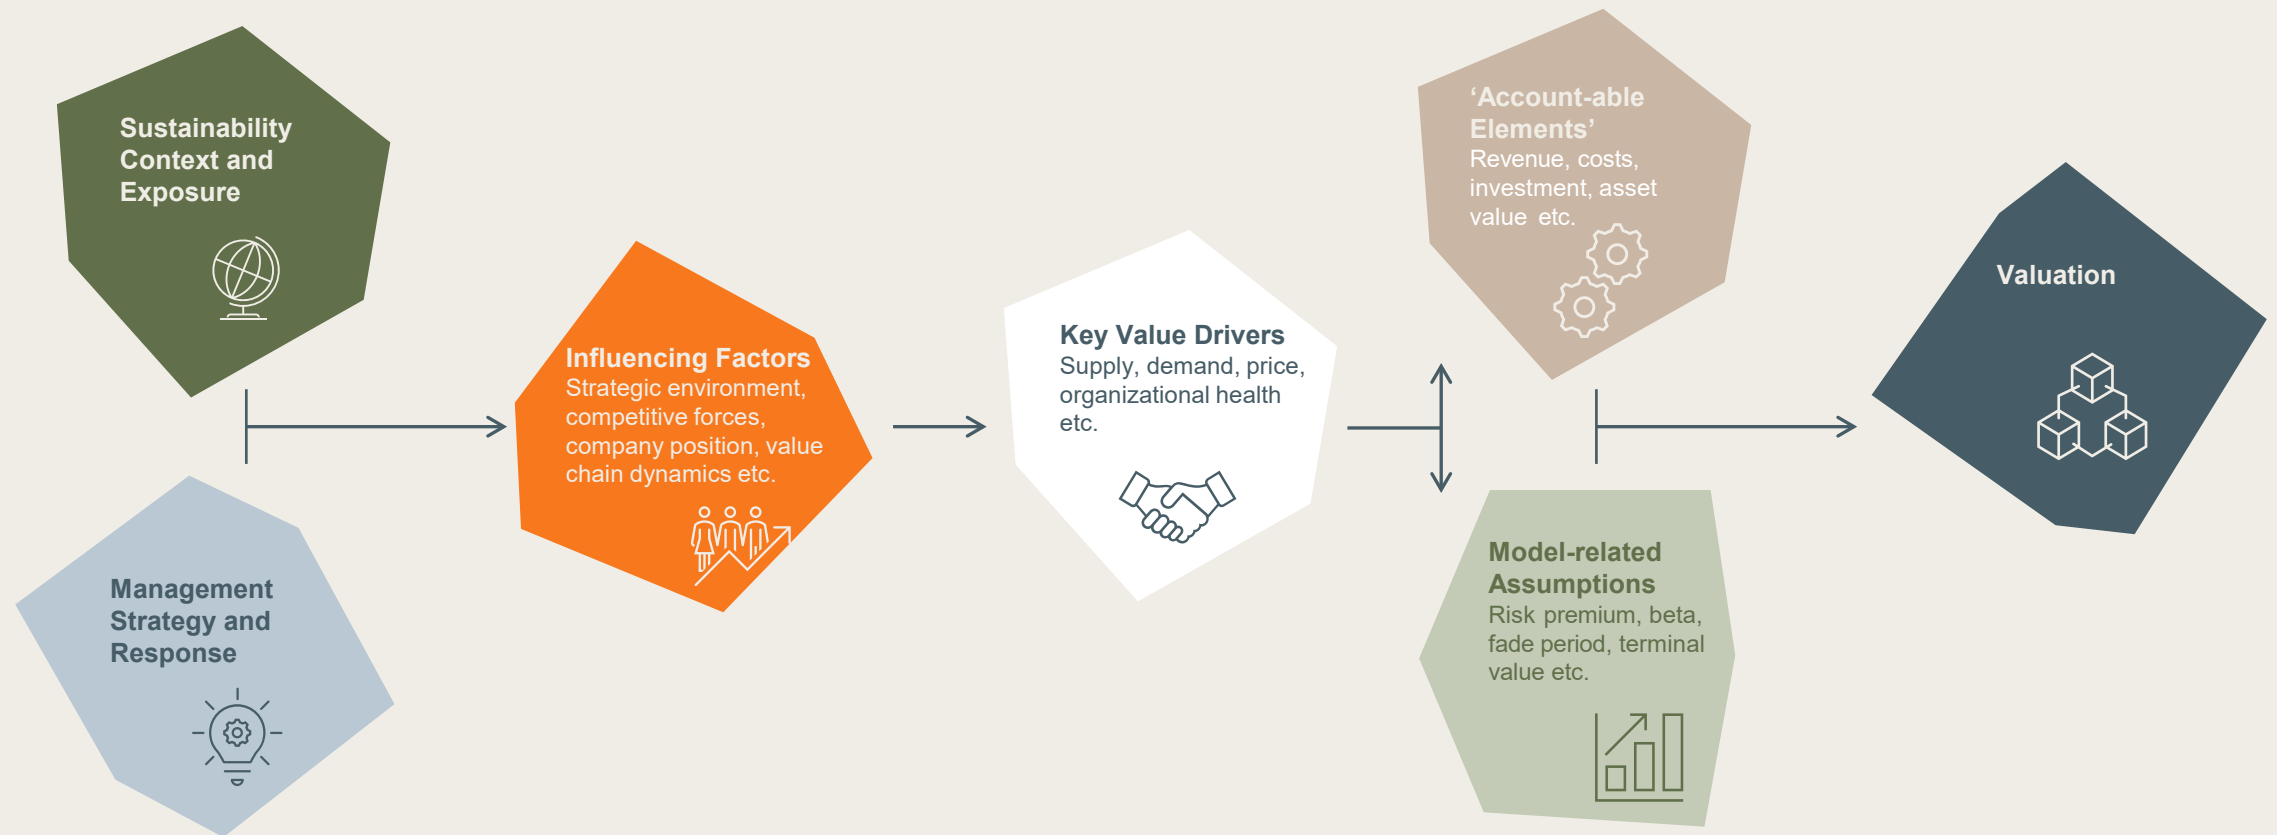 Sustainability
Context and
Exposure
Management
Strategy and
Response
Influencing Factors
Strategic environment,
competitive forces,
company position, value
chain dynamics etc.
Key Value Drivers
Supply, demand, price,
organizational health
etc.
‘Account-able
Elements’
Revenue, costs,
investment, asset
value etc.
Model-related
Assumptions
Risk premium, beta,
fade period, terminal
value etc.
Valuation